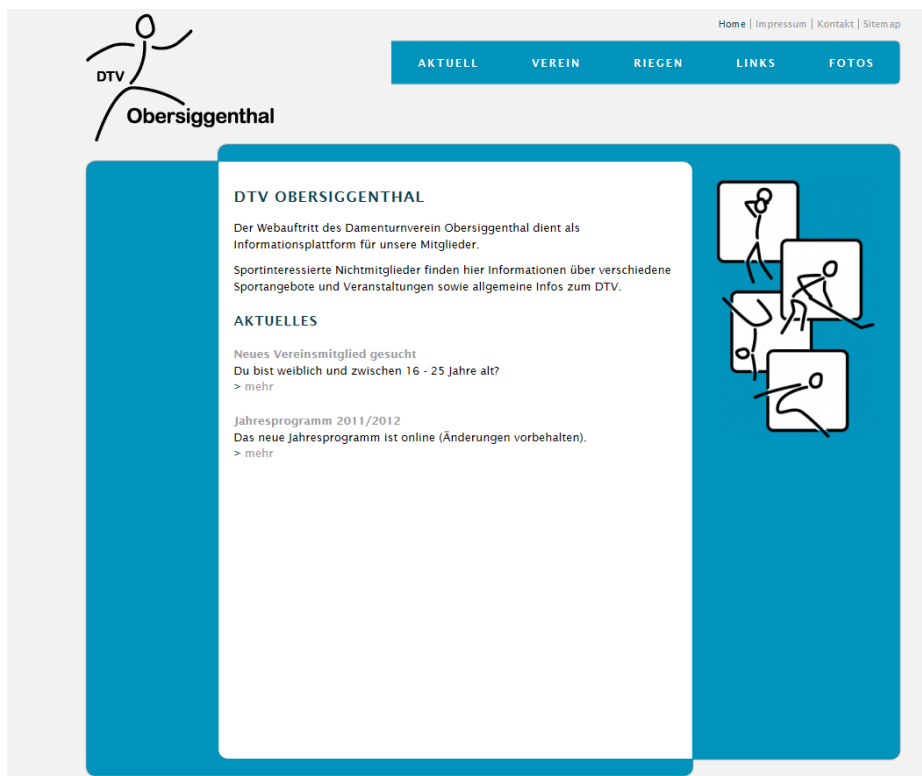 Home | Impressum | Kontakt | Sitemap
AKTUELL VEREIN RIEGEN LINKS FOTOS
DTV
Obersiggenthal
DTV OBERSIGGENTHAL
Der Webauftritt des Damenturnverein Obersiggenthal dient als
Informationsplattform für unsere Mitglieder.
Sportinteressierte Nichtmitglieder finden hier Informationen über verschiedene
Sportangebote und Veranstaltungen sowie allgemeine Infos zum DTV.
AKTUELLES
Neues Vereinsmitglied gesucht
Du bist weiblich und zwischen 16 - 25 Jahre alt?
> mehr
Jahresprogramm 2011/2012
Das neue Jahresprogramm ist online (Änderungen vorbehalten).
> mehr